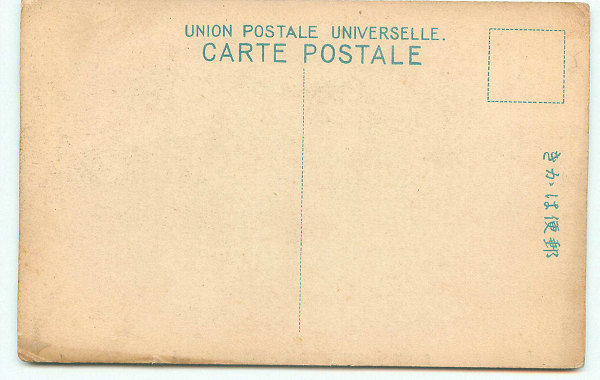 UNION POSTALE UNIVERSELLE.
CARTE POSTALE
きかは便郵